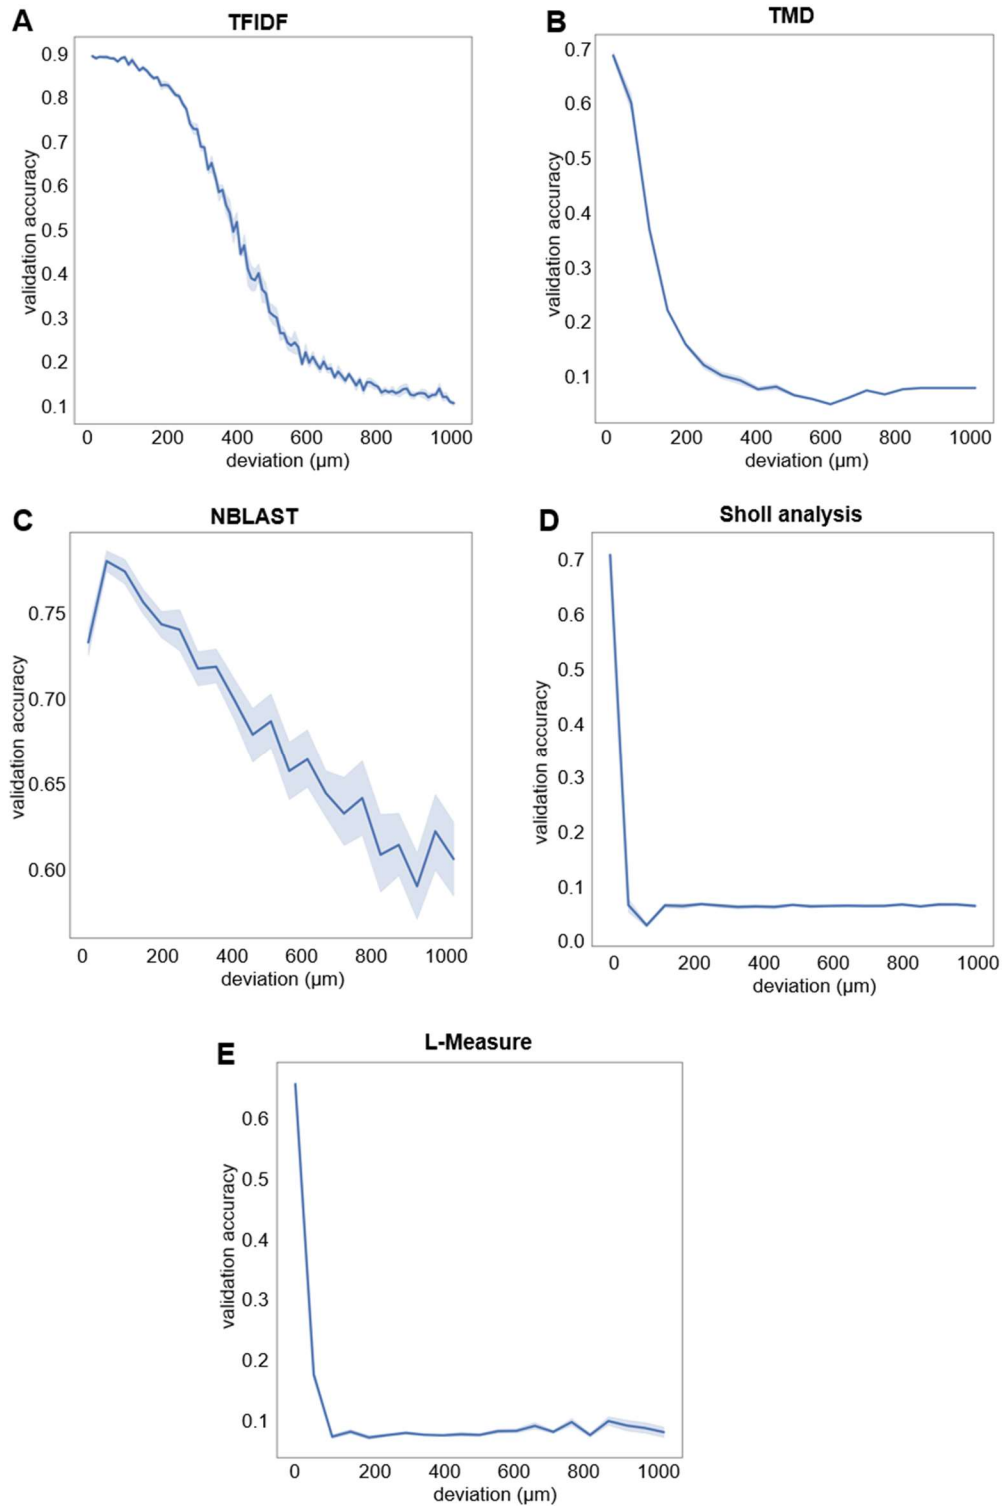 A
TFIDF
validation accuracy
0.9
0.8
0.7
0.6
0.5
0.4
0.3
0.2
0.1
0 200 400 600 800 1000
deviation (μm)
B
TMD
validation accuracy
0.7
0.6
0.5
0.4
0.3
0.2
0.1
0 200 400 600 800 1000
deviation (μm)
C
NBLAST
validation accuracy
0.75
0.70
0.65
0.60
0 200 400 600 800 1000
deviation (μm)
D
Sholl analysis
validation accuracy
0.7
0.6
0.5
0.4
0.3
0.2
0.1
0.0
0 200 400 600 800 1000
deviation (μm)
E
L-Measure
validation accuracy
0.6
0.5
0.4
0.3
0.2
0.1
0 200 400 600 800 1000
deviation (μm)